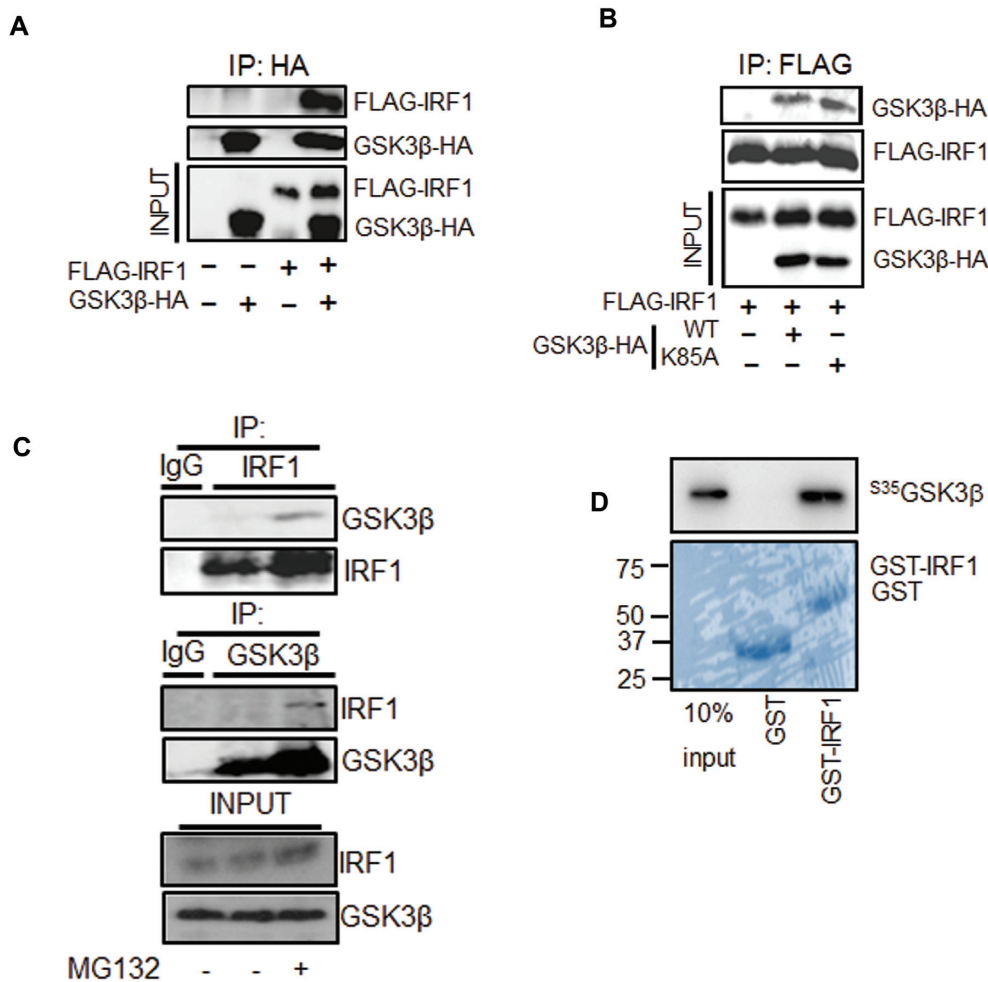 A
IP: HA
FLAG-IRF1
GSK3β-HA
INPUT
FLAG-IRF1
GSK3β-HA
FLAG-IRF1 – – + +
GSK3β-HA – + – +
B
IP: FLAG
GSK3β-HA
FLAG-IRF1
INPUT
FLAG-IRF1
GSK3β-HA
FLAG-IRF1 + + +
GSK3β-HA
WT – + –
K85A – – +
C
IP:
IgG IRF1
GSK3β
IRF1
IP:
IgG GSK3β
IRF1
GSK3β
INPUT
IRF1
GSK3β
MG132 - - +
D
S35GSK3β
75
50
37
25
GST-IRF1
GST
10% input
GST
GST-IRF1